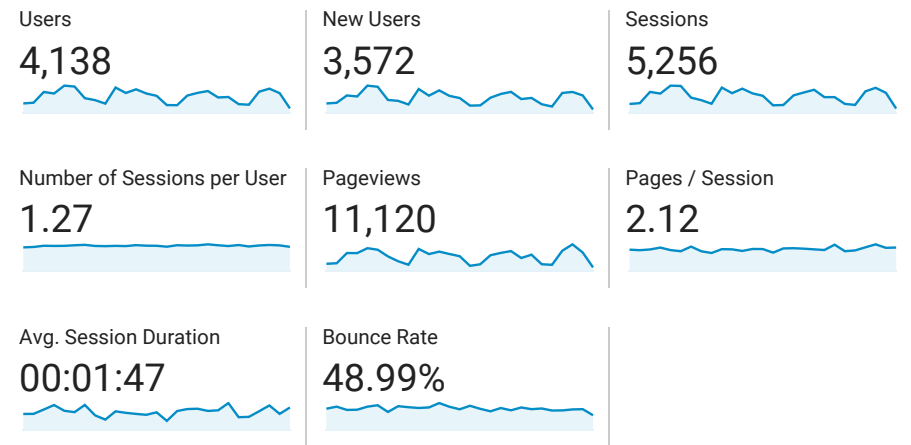 Users
4,138
New Users
3,572
Sessions
5,256
Number of Sessions per User
1.27
Pageviews
11,120
Pages / Session
2.12
Avg. Session Duration
00:01:47
Bounce Rate
48.99%